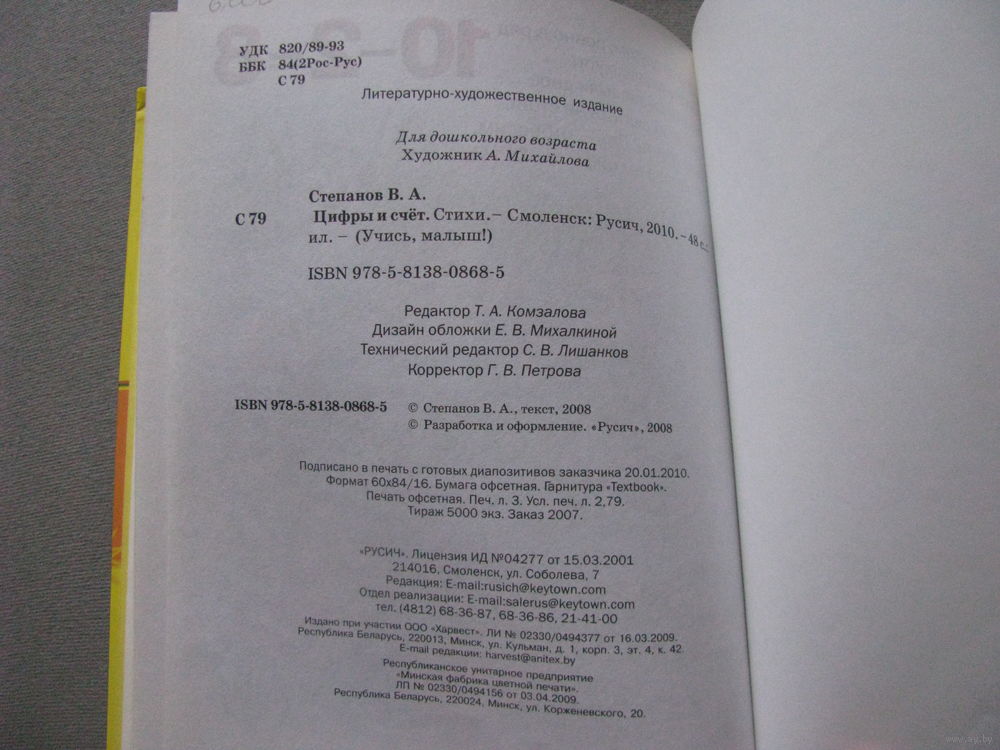 УДК 820/89-93
ББК 84(2Рос-Рус)
С 79
Литературно-художественное издание
Для дошкольного возраста
Художник А. Михайлова
Степанов В. А.
С 79 Цифры и счёт. Стихи.– Смоленск: Русич, 2010. – 48 с.:
ил. – (Учись, малыш!)
ISBN 978-5-8138-0868-5
Редактор Т. А. Комзалова
Дизайн обложки Е. В. Михалкиной
Технический редактор С. В. Лишанков
Корректор Г. В. Петрова
ISBN 978-5-8138-0868-5 © Степанов В. А., текст, 2008
© Разработка и оформление. «Русич», 2008
Подписано в печать с готовых диапозитивов заказчика 20.01.2010.
Формат 60х84/16. Бумага офсетная. Гарнитура «Textbook».
Печать офсетная. Печ. л. 3. Усл. печ. л. 2,79.
Тираж 5000 экз. Заказ 2007.
«РУСИЧ». Лицензия ИД №04277 от 15.03.2001
214016, Смоленск, ул. Соболева, 7
Редакция: E-mail:rusich@keytown.com
Отдел реализации: E-mail:salerus@keytown.com
тел. (4812) 68-36-87, 68-36-86, 21-41-00
Издано при участии ООО «Харвест». ЛИ № 02330/0494377 от 16.03.2009.
Республика Беларусь, 220013, Минск, ул. Кульман, д. 1, корп. 3, эт. 4, к. 42.
E-mail редакции: harvest@anitex.by
Республиканское унитарное предприятие
«Минская фабрика цветной печати».
ЛП № 02330/0494156 от 03.04.2009.
Республика Беларусь, 220024, Минск, ул. Корженевского, 20.
www.ay.by